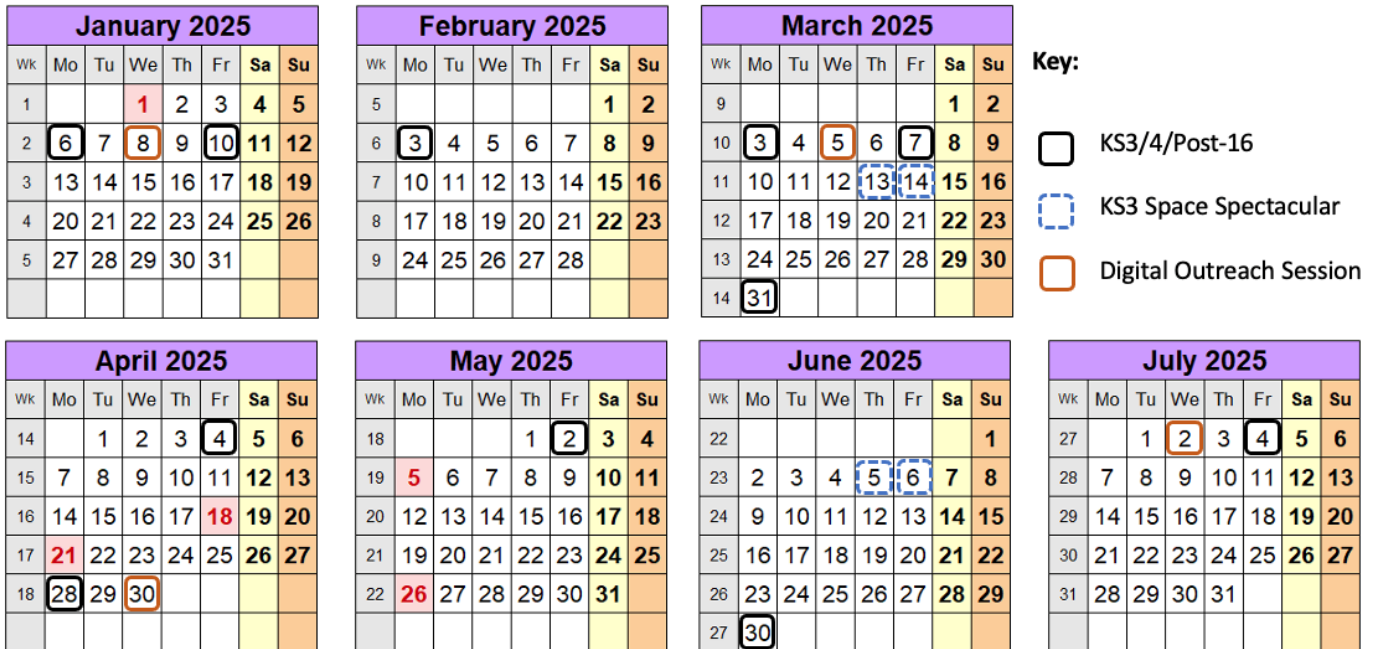 January 2025
Wk Mo Tu We Th Fr Sa Su
1 1 2 3 4 5
2 6 7 8 9 10 11 12
3 13 14 15 16 17 18 19
4 20 21 22 23 24 25 26
5 27 28 29 30 31
February 2025
Wk Mo Tu We Th Fr Sa Su
5 1 2
6 3 4 5 6 7 8 9
7 10 11 12 13 14 15 16
8 17 18 19 20 21 22 23
9 24 25 26 27 28
March 2025
Wk Mo Tu We Th Fr Sa Su
9 1 2
10 3 4 5 6 7 8 9
11 10 11 12 13 14 15 16
12 17 18 19 20 21 22 23
13 24 25 26 27 28 29 30
14 31
Key:
KS3/4/Post-16
KS3 Space Spectacular
Digital Outreach Session
April 2025
Wk Mo Tu We Th Fr Sa Su
14 1 2 3 4 5 6
15 7 8 9 10 11 12 13
16 14 15 16 17 18 19 20
17 21 22 23 24 25 26 27
18 28 29 30
May 2025
Wk Mo Tu We Th Fr Sa Su
18 1 2 3 4
19 5 6 7 8 9 10 11
20 12 13 14 15 16 17 18
21 19 20 21 22 23 24 25
22 26 27 28 29 30 31
June 2025
Wk Mo Tu We Th Fr Sa Su
22 1
23 2 3 4 5 6 7 8
24 9 10 11 12 13 14 15
25 16 17 18 19 20 21 22
26 23 24 25 26 27 28 29
27 30
July 2025
Wk Mo Tu We Th Fr Sa Su
27 1 2 3 4 5 6
28 7 8 9 10 11 12 13
29 14 15 16 17 18 19 20
30 21 22 23 24 25 26 27
31 28 29 30 31